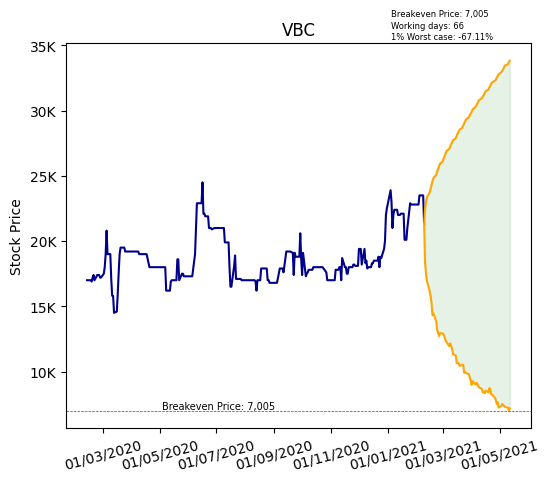 Breakeven Price: 7,005
Working days: 66
1% Worst case: -67.11%
VBC
35K
30K
25K
20K
15K
10K
Stock Price
Breakeven Price: 7,005
01/03/2020
01/05/2020
01/07/2020
01/09/2020
01/11/2020
01/01/2021
01/03/2021
01/05/2021